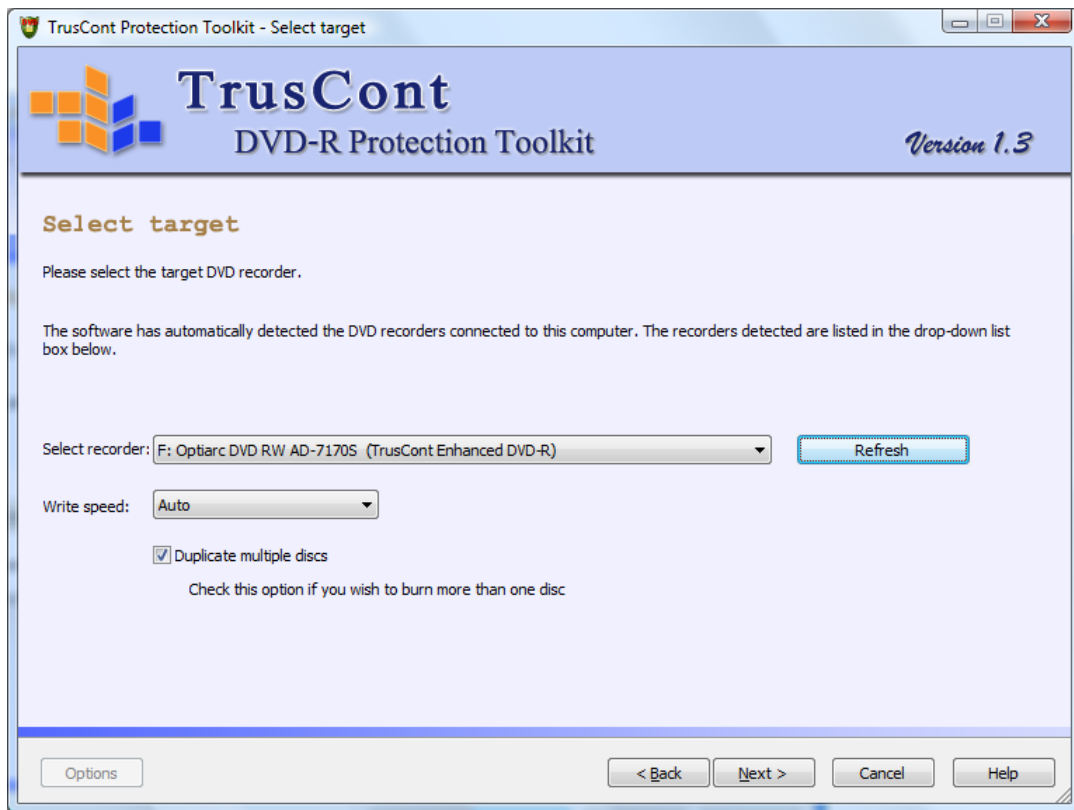 TrusCont Protection Toolkit - Select target
TrusCont
DVD-R Protection Toolkit
Version 1.3
Select target
Please select the target DVD recorder.
The software has automatically detected the DVD recorders connected to this computer. The recorders detected are listed in the drop-down list
box below.
Select recorder: F: Optiarc DVD RW AD-7170S (TrusCont Enhanced DVD-R) Refresh
Write speed: Auto
Duplicate multiple discs
Check this option if you wish to burn more than one disc
Options < Back Next > Cancel Help